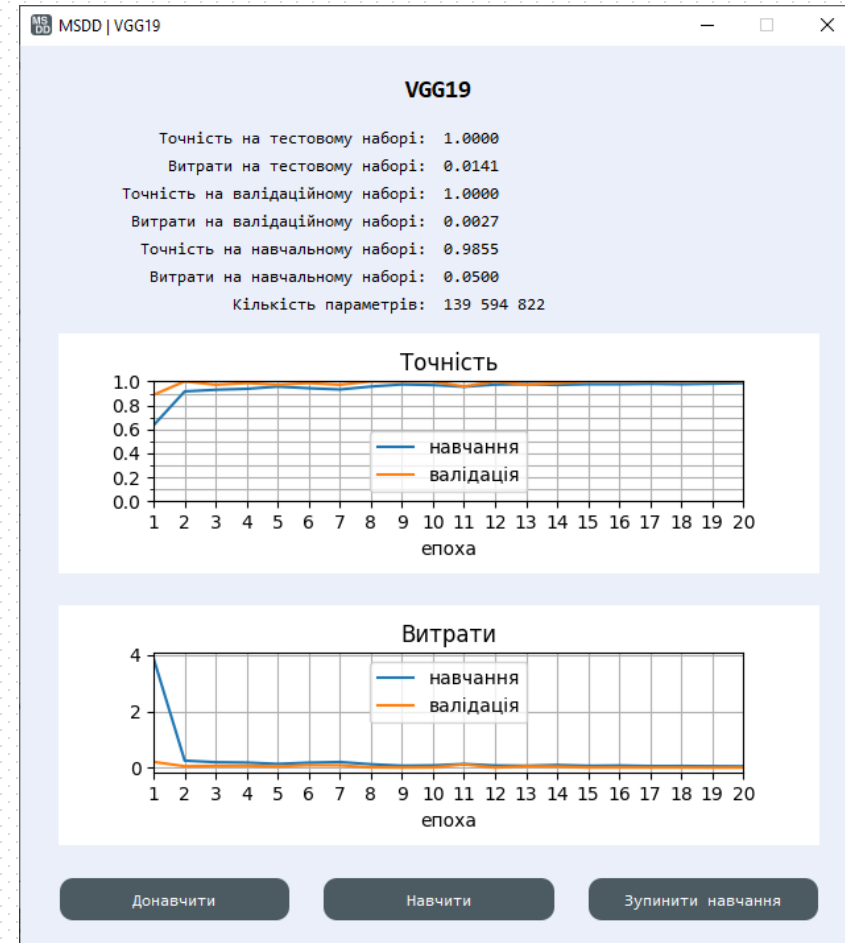 MS DD MSDD | VGG19
VGG19
Точність на тестовому наборі: 1.0000
Витрати на тестовому наборі: 0.0141
Точність на валідаційному наборі: 1.0000
Витрати на валідаційному наборі: 0.0027
Точність на навчальному наборі: 0.9855
Витрати на навчальному наборі: 0.0500
Кількість параметрів: 139 594 822
Точність
1.0
0.8
0.6
0.4
0.2
0.0
навчання
валідація
1 2 3 4 5 6 7 8 9 10 11 12 13 14 15 16 17 18 19 20
епоха
Витрати
4
2
0
навчання
валідація
1 2 3 4 5 6 7 8 9 10 11 12 13 14 15 16 17 18 19 20
епоха
Донавчити Навчити Зупинити навчання